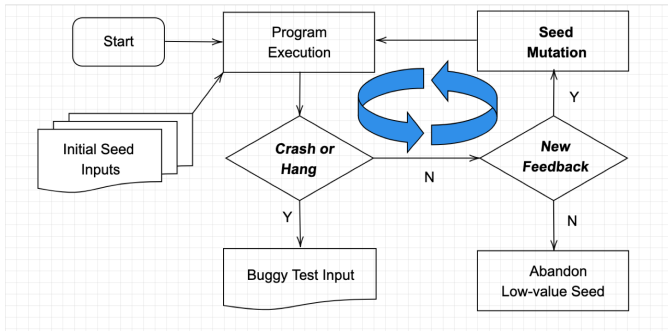 Start
Program
Execution
Seed
Mutation
Initial Seed
Inputs
Crash or
Hang
N
New
Feedback
Y
Y
N
Buggy Test Input
Abandon
Low-value Seed